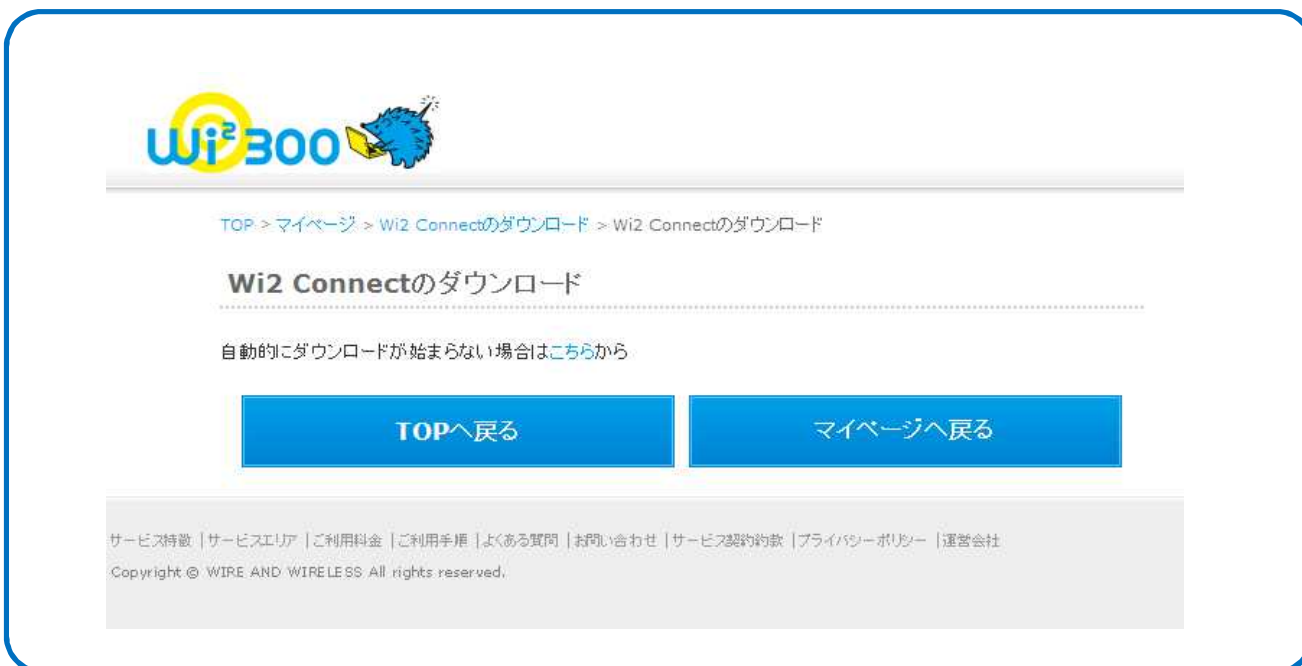 Wi²300
TOP > マイページ > Wi2 Connectのダウンロード > Wi2 Connectのダウンロード
Wi2 Connectのダウンロード
自動的にダウンロードが始まらない場合はこちらから
TOPへ戻る マイページへ戻る
サービス特徴 | サービスエリア | ご利用料金 | ご利用手順 | よくある質問 | お問い合わせ | サービス契約約款 | プライバシーポリシー | 運営会社
Copyright © WIRE AND WIRELESS All rights reserved.